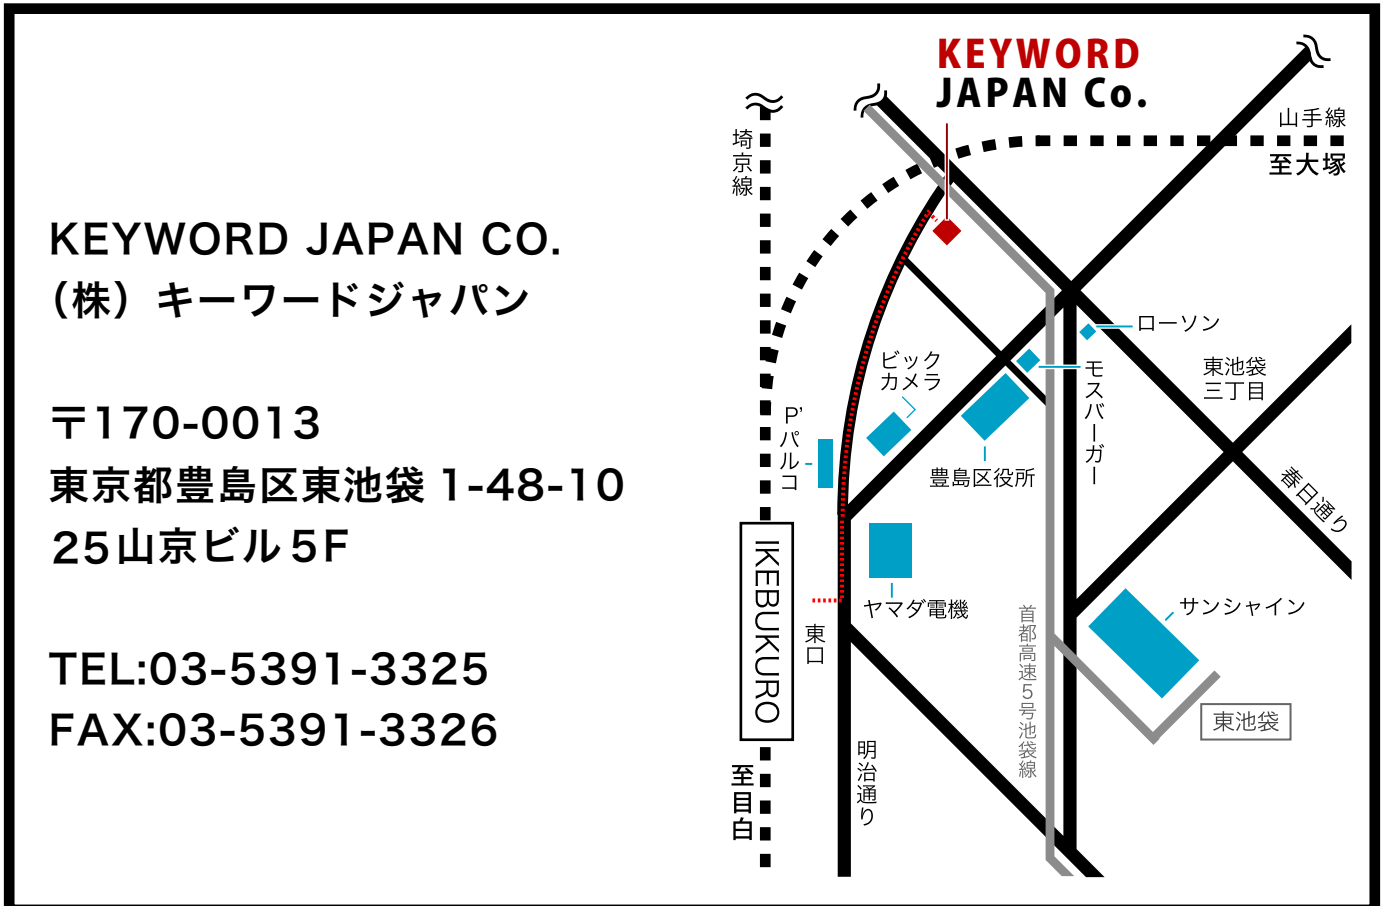 KEYWORD JAPAN CO.
（株）キーワードジャパン
〒170-0013
東京都豊島区東池袋 1-48-10
25山京ビル5F
TEL:03-5391-3325
FAX:03-5391-3326
KEYWORD
JAPAN Co.
埼京線
山手線
至大塚
ローソン
ビック
カメラ
モスバーガー
東池袋
三丁目
P'パルコ
豊島区役所
春日通り
IKEBUKURO
ヤマダ電機
東口
サンシャイン
首都高速5号池袋線
東池袋
明治通り
至目白